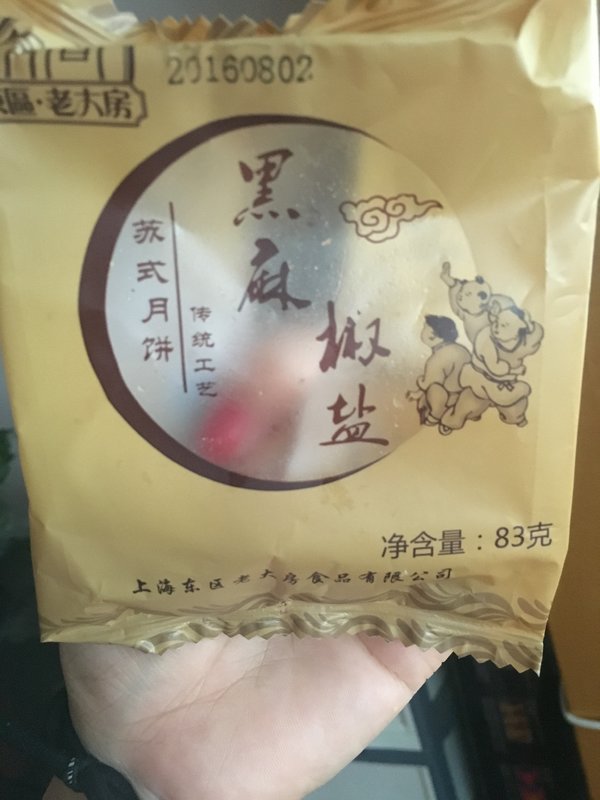 20160802
區·老大房
黑麻
椒盐
苏式月饼
传统工艺
净含量：83克
上海东区老大房食品有限公司